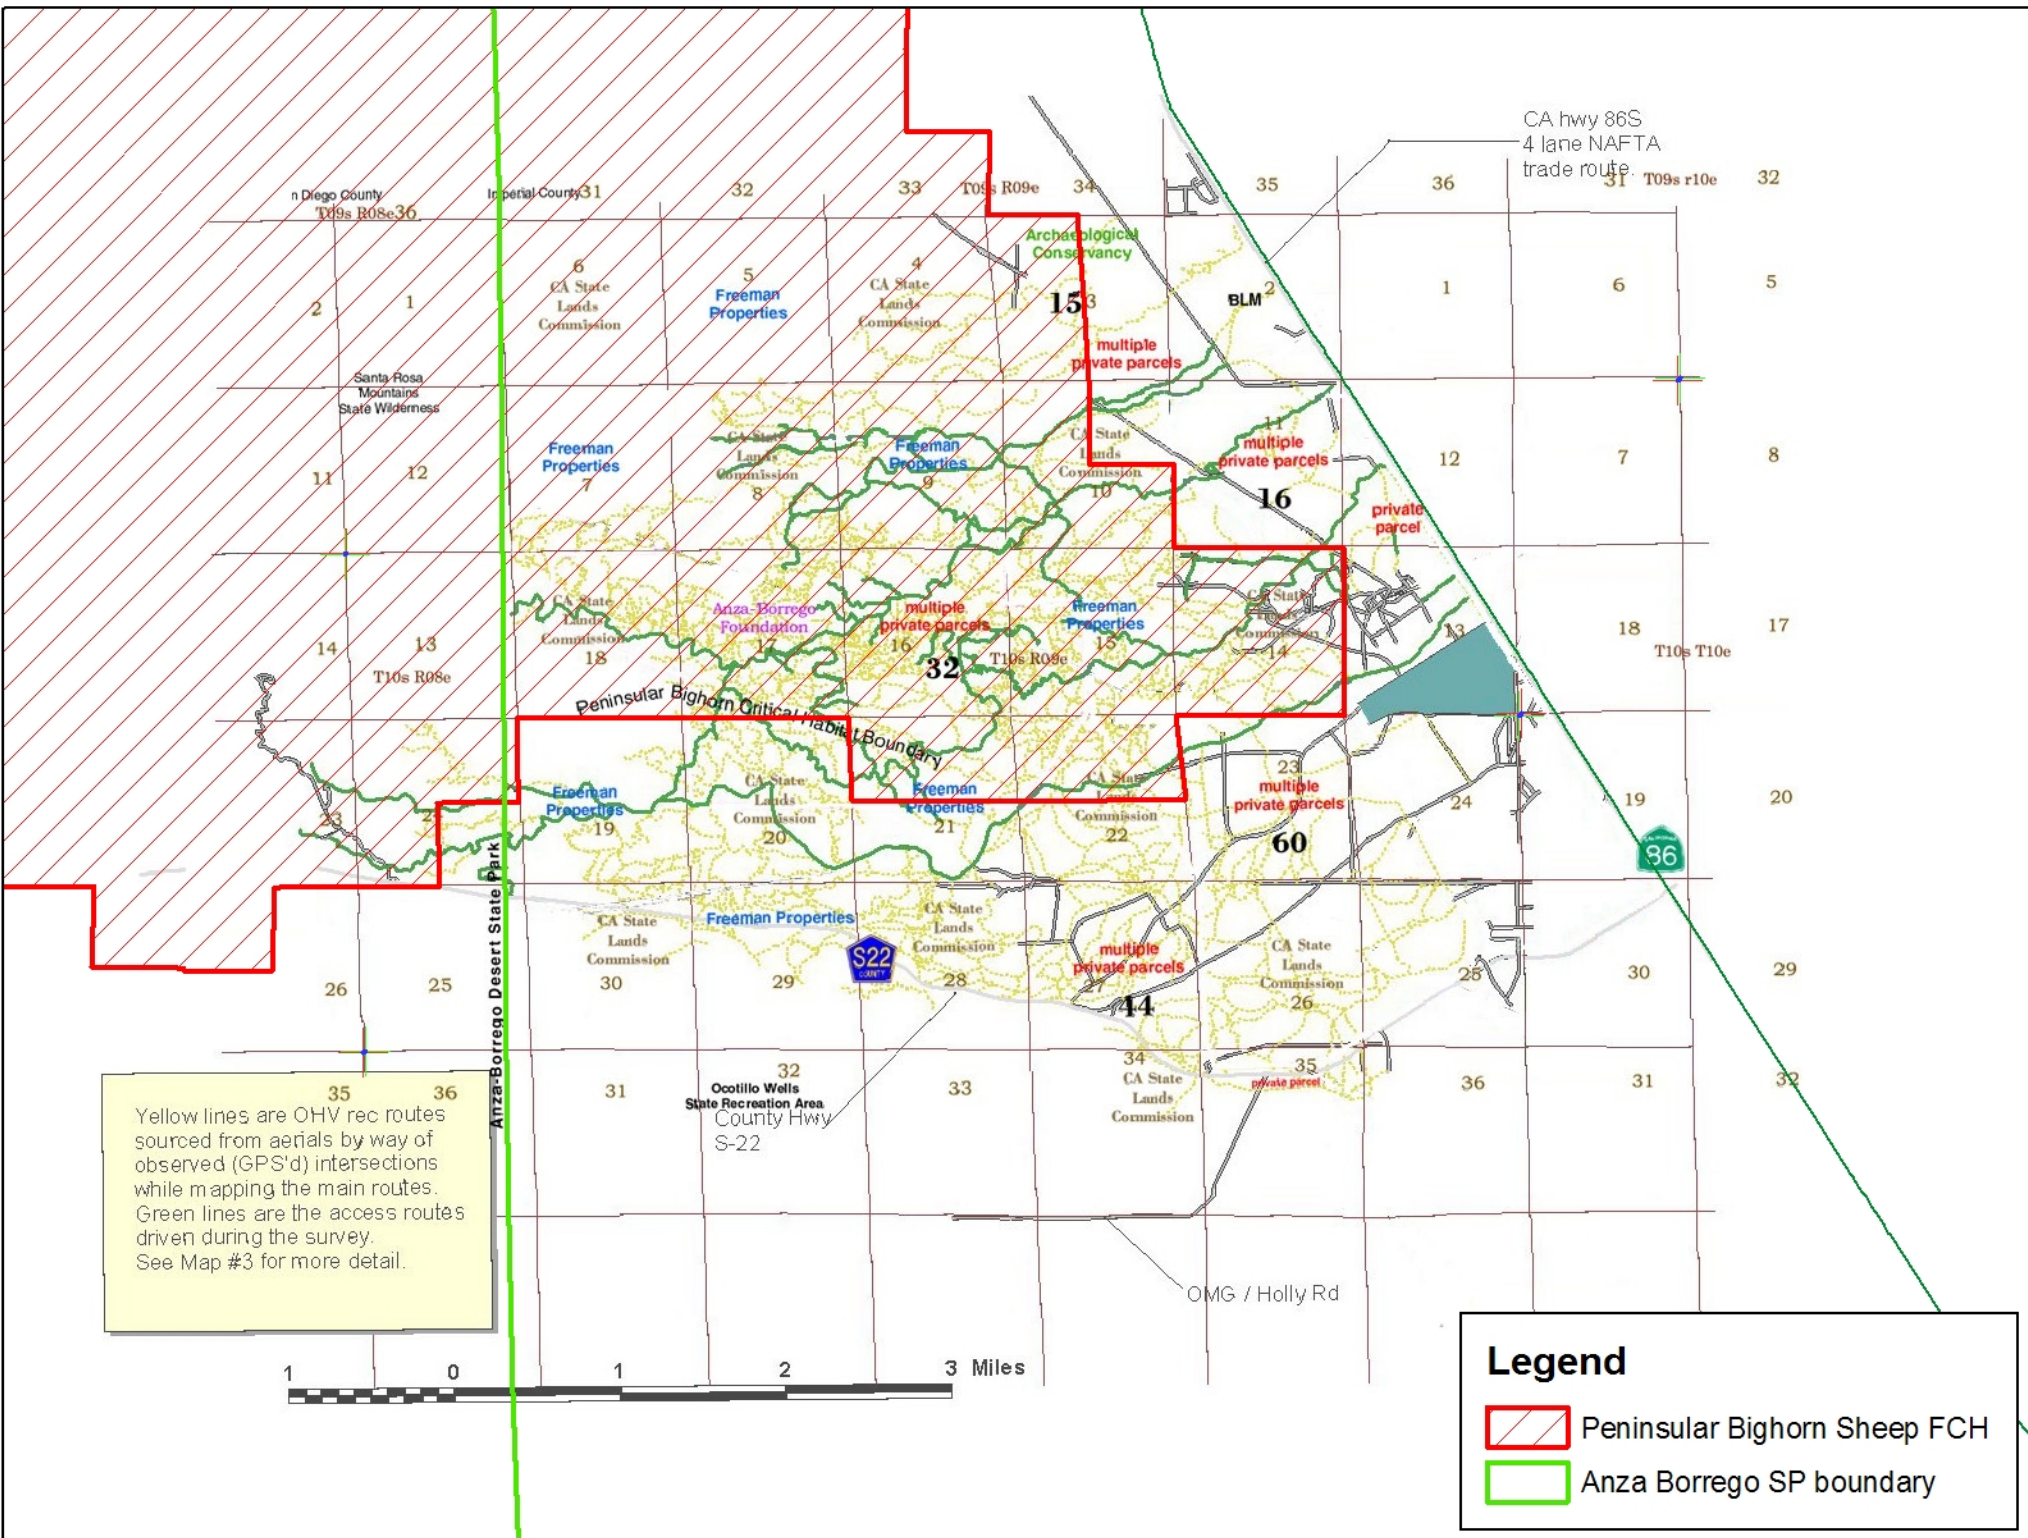 CA hwy 86S
4 lane NAFTA
trade route.
n Diego County
Imperial County
31
32
33
T09s R09e
34
35
36
31
T09s r10e
32
T09s R08e
36
Archaeological
Conservancy
6
CA State
Lands
Commission
5
Freeman
Properties
4
CA State
Lands
Commission
2
1
15
3
BLM
2
1
6
5
multiple
private parcels
Santa Rosa
Mountains
State Wilderness
11
12
Freeman
Properties
7
CA State
Lands
Commission
8
Freeman
Properties
9
CA State
Lands
Commission
10
11
multiple
private parcels
16
12
7
8
private
parcel
14
13
T10s R08e
CA State
Lands
Commission
18
Anza-Borrego
Foundation
17
multiple
private parcels
16
32
T10s R09e
Freeman
Properties
15
CA State
Lands
Commission
14
13
18
T10s T10e
17
Peninsular Bighorn Critical Habitat Boundary
23
Freeman
Properties
19
CA State
Lands
Commission
20
Freeman
Properties
21
CA State
Lands
Commission
22
23
multiple
private parcels
60
24
19
20
CALIFORNIA
86
Anza-Borrego Desert State Park
26
25
CA State
Lands
Commission
30
Freeman Properties
29
S22
COUNTY
CA State
Lands
Commission
28
multiple
private parcels
27
44
CA State
Lands
Commission
26
25
30
29
35
36
31
32
Ocotillo Wells
State Recreation Area
County Hwy
S-22
33
34
CA State
Lands
Commission
35
private parcel
36
31
32
Yellow lines are OHV rec routes
sourced from aerials by way of
observed (GPS'd) intersections
while mapping the main routes.
Green lines are the access routes
driven during the survey.
See Map #3 for more detail.
OMG / Holly Rd
1 0 1 2 3 Miles
Legend
Peninsular Bighorn Sheep FCH
Anza Borrego SP boundary